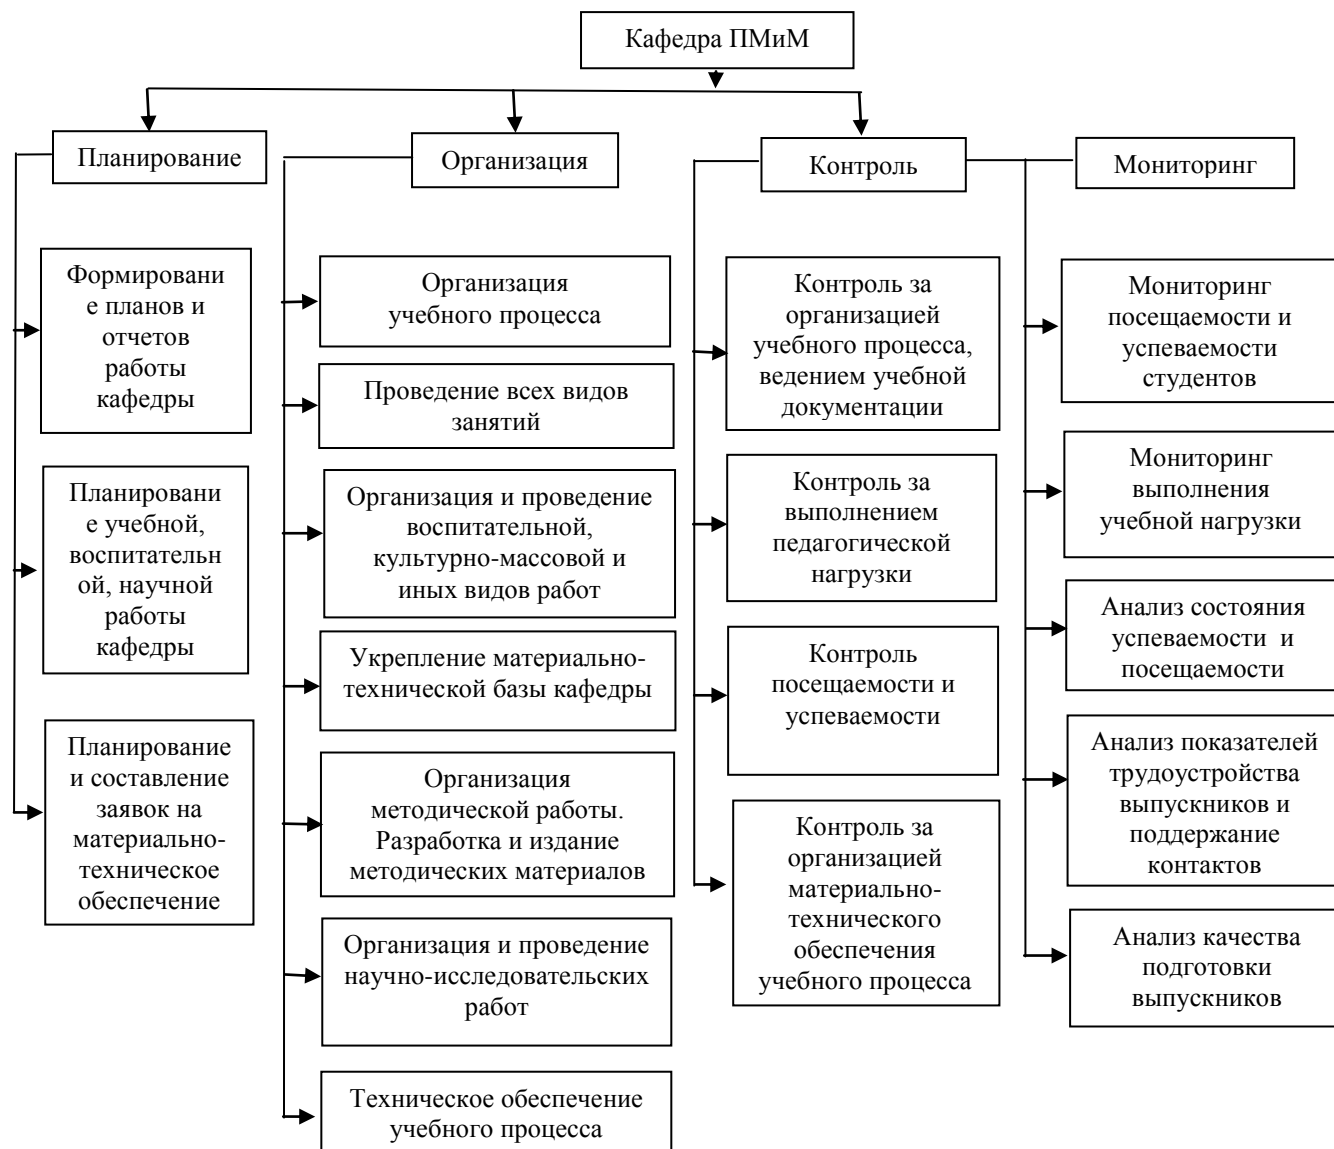 Кафедра ПМиМ
Планирование
Организация
Контроль
Мониторинг
Формировани
е планов и
отчетов
работы
кафедры
Планировани
е учебной,
воспитательн
ой, научной
работы
кафедры
Планирование
и составление
заявок на
материально-
техническое
обеспечение
Организация
учебного процесса
Проведение всех видов
занятий
Организация и проведение
воспитательной,
культурно-массовой и
иных видов работ
Укрепление материально-
технической базы кафедры
Организация
методической работы.
Разработка и издание
методических материалов
Организация и проведение
научно-исследовательских
работ
Техническое обеспечение
учебного процесса
Контроль за
организацией
учебного процесса,
ведением учебной
документации
Контроль за
выполнением
педагогической
нагрузки
Контроль
посещаемости и
успеваемости
Контроль за
организацией
материально-
технического
обеспечения
учебного процесса
Мониторинг
посещаемости и
успеваемости
студентов
Мониторинг
выполнения
учебной нагрузки
Анализ состояния
успеваемости и
посещаемости
Анализ показателей
трудоустройства
выпускников и
поддержание
контактов
Анализ качества
подготовки
выпускников